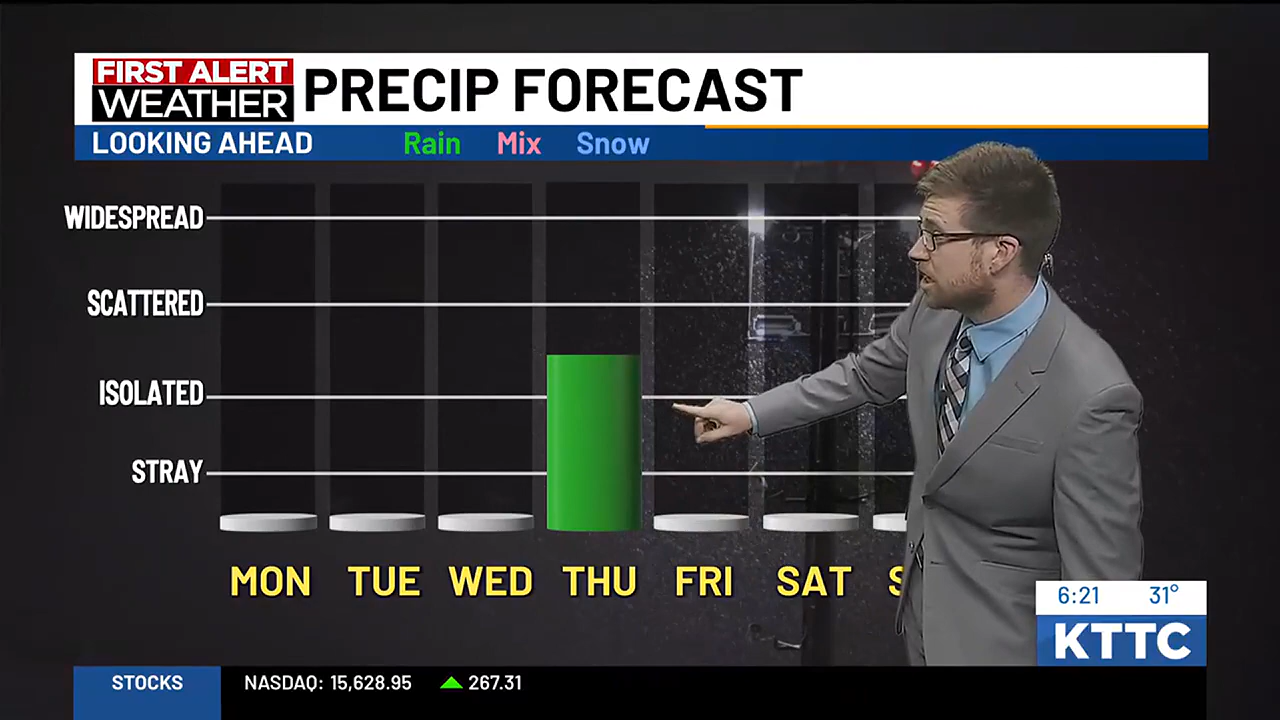 FIRST ALERT
WEATHER
PRECIP FORECAST
LOOKING AHEAD Rain Mix Snow
WIDESPREAD
SCATTERED
ISOLATED
STRAY
MON TUE WED THU FRI SAT S
6:21 31°
KTTC
STOCKS NASDAQ: 15,628.95 267.31